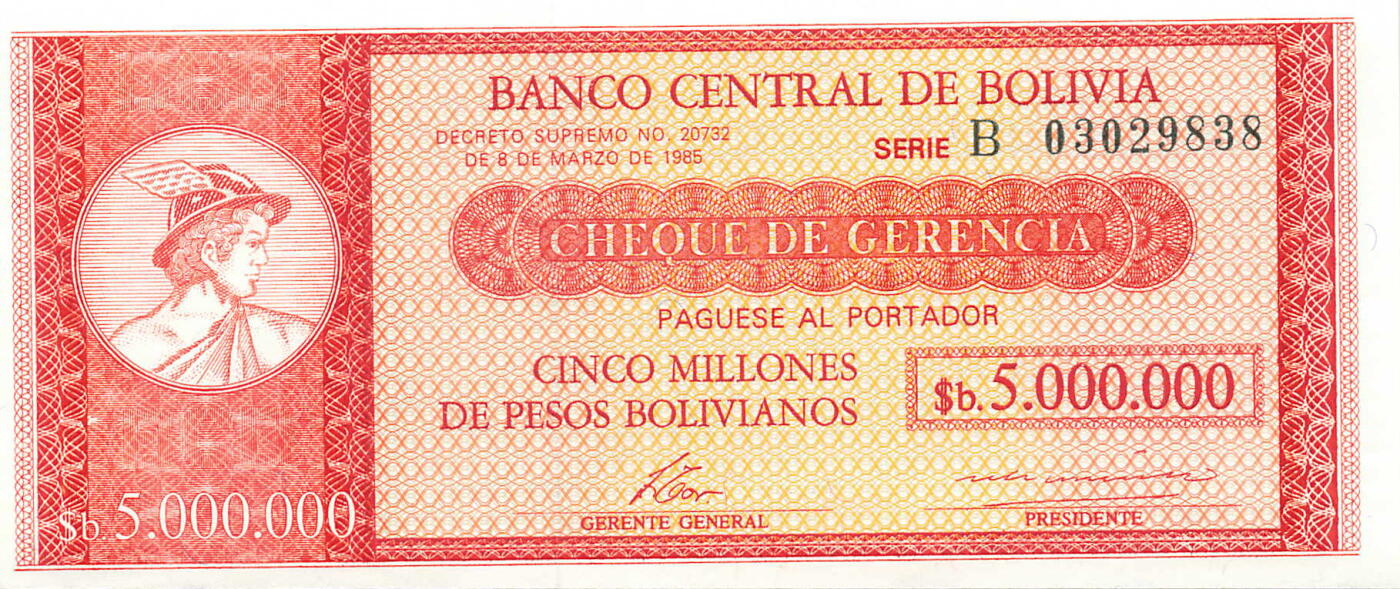 BANCO CENTRAL DE BOLIVIA
DECRETO SUPREMO NO. 20732
DE 8 DE MARZO DE 1985
SERIE B 03029838
CHEQUE DE GERENCIA
PAGUESE AL PORTADOR
CINCO MILLONES
DE PESOS BOLIVIANOS
$b. 5.000.000
GERENTE GENERAL
PRESIDENTE
$b. 5.000.000